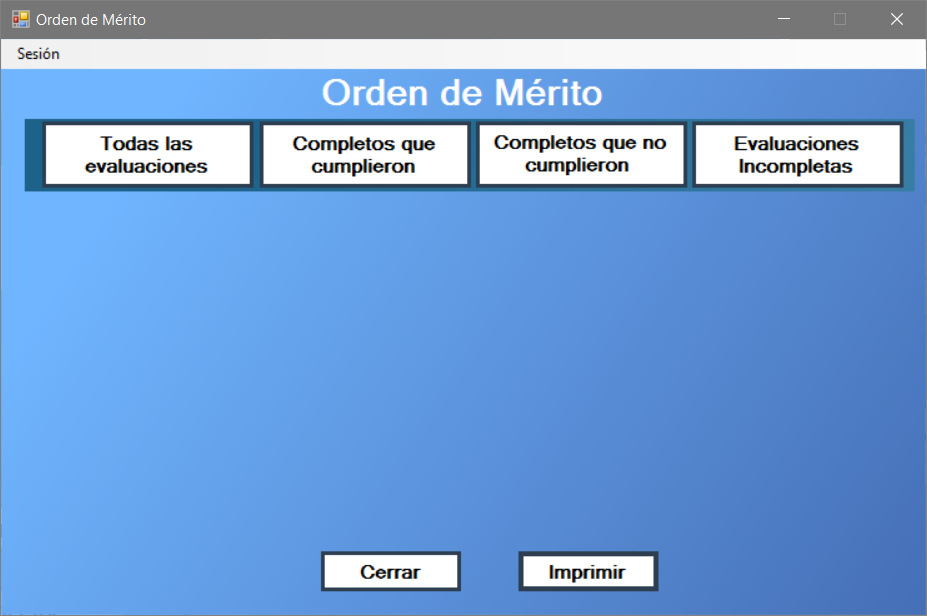 Orden de Mérito
Sesión
Orden de Mérito
Todas las
evaluaciones
Completos que
cumplieron
Completos que no
cumplieron
Evaluaciones
Incompletas
Cerrar
Imprimir